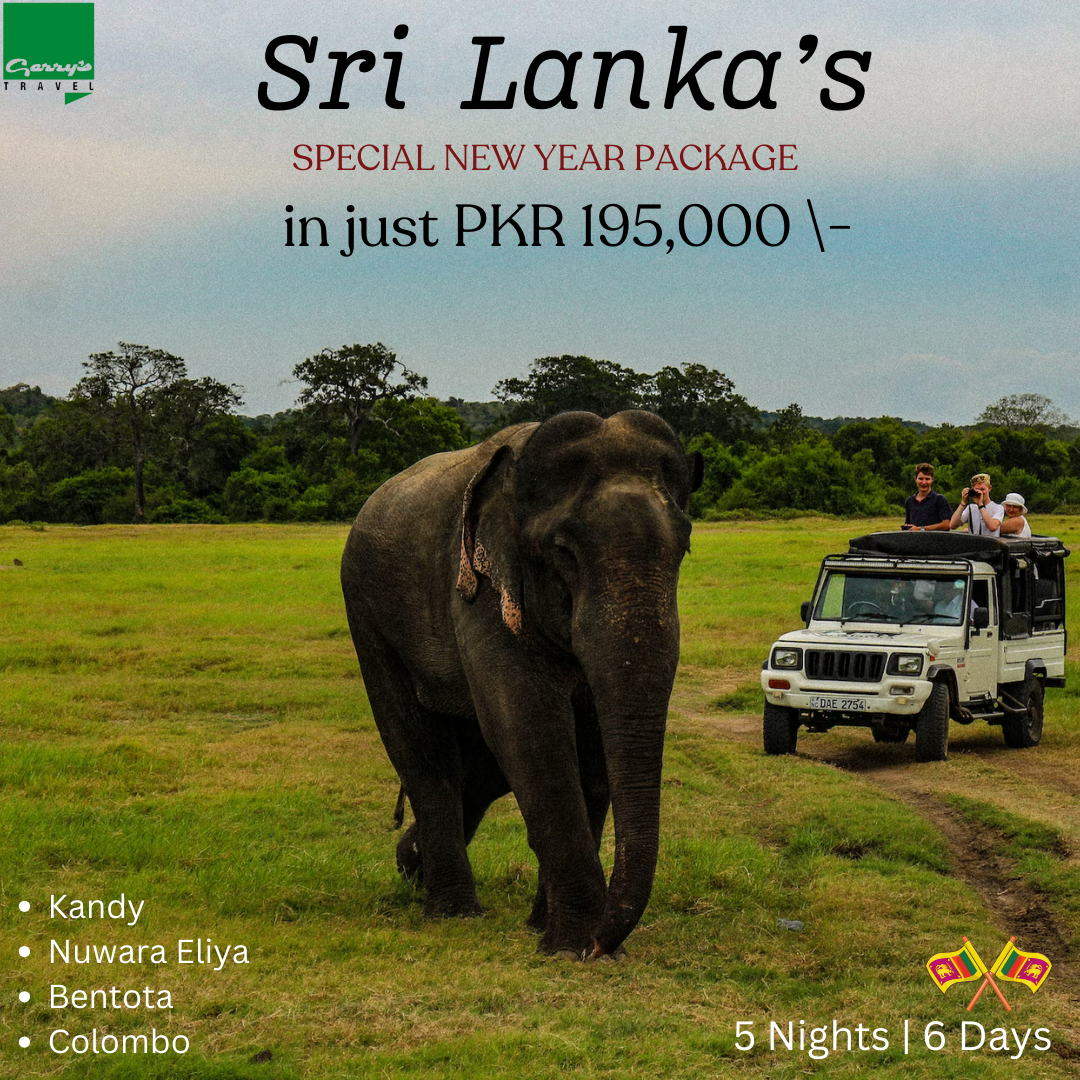 Gerry's
TRAVEL
Sri Lanka’s
SPECIAL NEW YEAR PACKAGE
in just PKR 195,000 \-
DAE 2754
• Kandy
• Nuwara Eliya
• Bentota
• Colombo
5 Nights | 6 Days